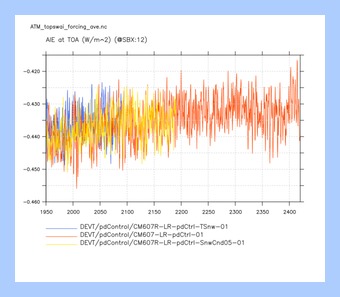 ATM_topswai_forcing_ave.nc
AIE at TOA (W/m^2) (@SBX:12)
-0.420
-0.430
-0.440
-0.450
-0.460
1950 2000 2050 2100 2150 2200 2250 2300 2350 2400
DEVT/pdControl/CM607R-LR-pdCtrl-TSnw-01
DEVT/pdControl/CM607-LR-pdCtrl-01
DEVT/pdControl/CM607R-LR-pdCtrl-SnwCnd05-01